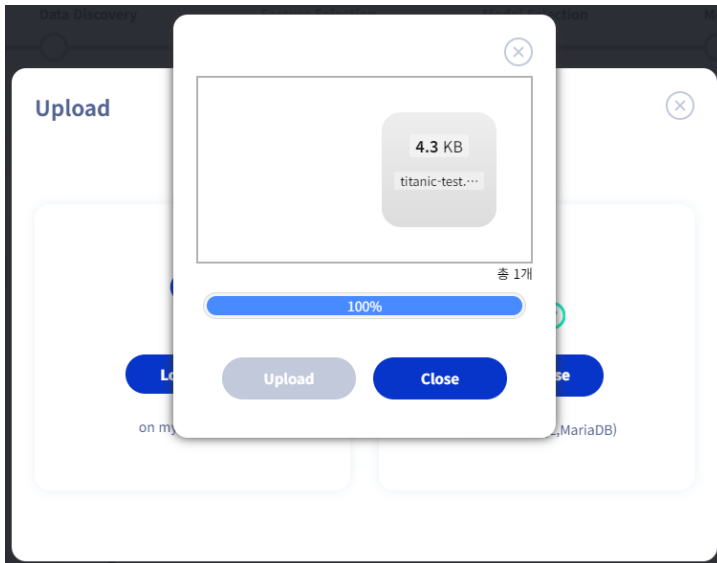 Data Discovery
Upload
4.3 KB
titanic-test.···
총 1개
100%
Upload
Close
on my
,MariaDB)